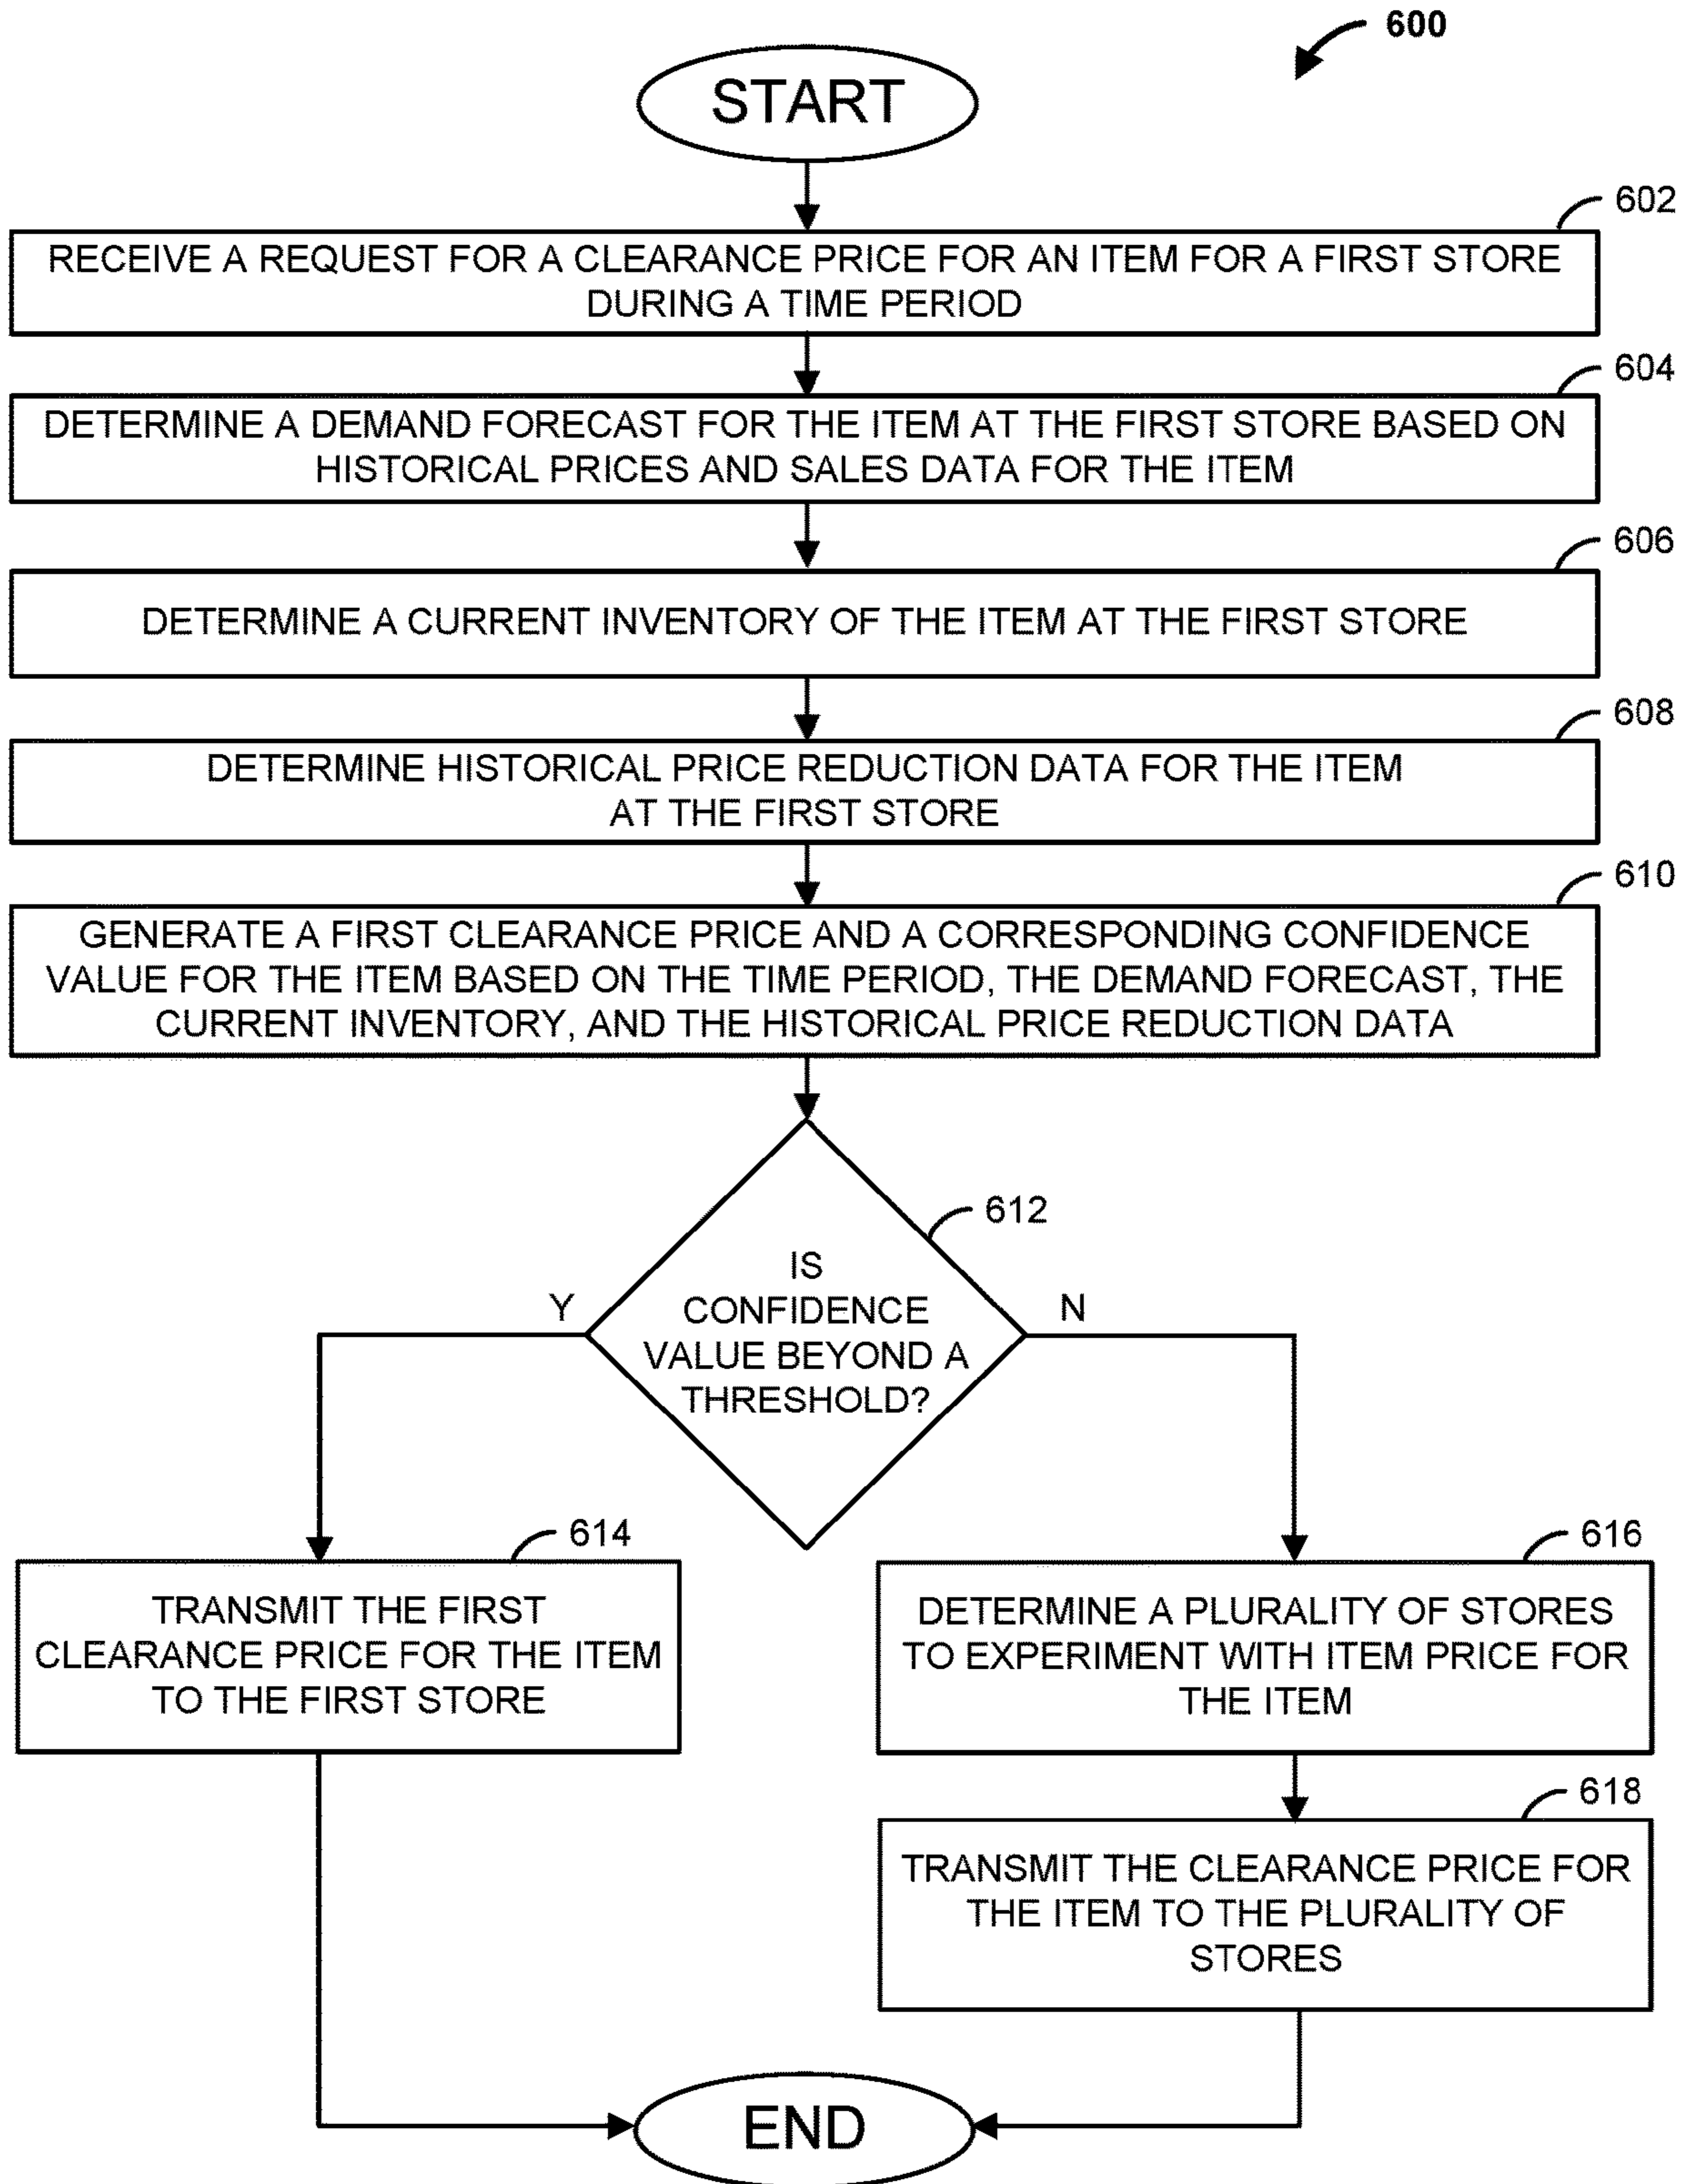 600
START
602
RECEIVE A REQUEST FOR A CLEARANCE PRICE FOR AN ITEM FOR A FIRST STORE
DURING A TIME PERIOD
604
DETERMINE A DEMAND FORECAST FOR THE ITEM AT THE FIRST STORE BASED ON
HISTORICAL PRICES AND SALES DATA FOR THE ITEM
606
DETERMINE A CURRENT INVENTORY OF THE ITEM AT THE FIRST STORE
608
DETERMINE HISTORICAL PRICE REDUCTION DATA FOR THE ITEM
AT THE FIRST STORE
610
GENERATE A FIRST CLEARANCE PRICE AND A CORRESPONDING CONFIDENCE
VALUE FOR THE ITEM BASED ON THE TIME PERIOD, THE DEMAND FORECAST, THE
CURRENT INVENTORY, AND THE HISTORICAL PRICE REDUCTION DATA
612
IS
CONFIDENCE
VALUE BEYOND A
THRESHOLD?
Y
N
614
TRANSMIT THE FIRST
CLEARANCE PRICE FOR THE ITEM
TO THE FIRST STORE
616
DETERMINE A PLURALITY OF STORES
TO EXPERIMENT WITH ITEM PRICE FOR
THE ITEM
618
TRANSMIT THE CLEARANCE PRICE FOR
THE ITEM TO THE PLURALITY OF
STORES
END